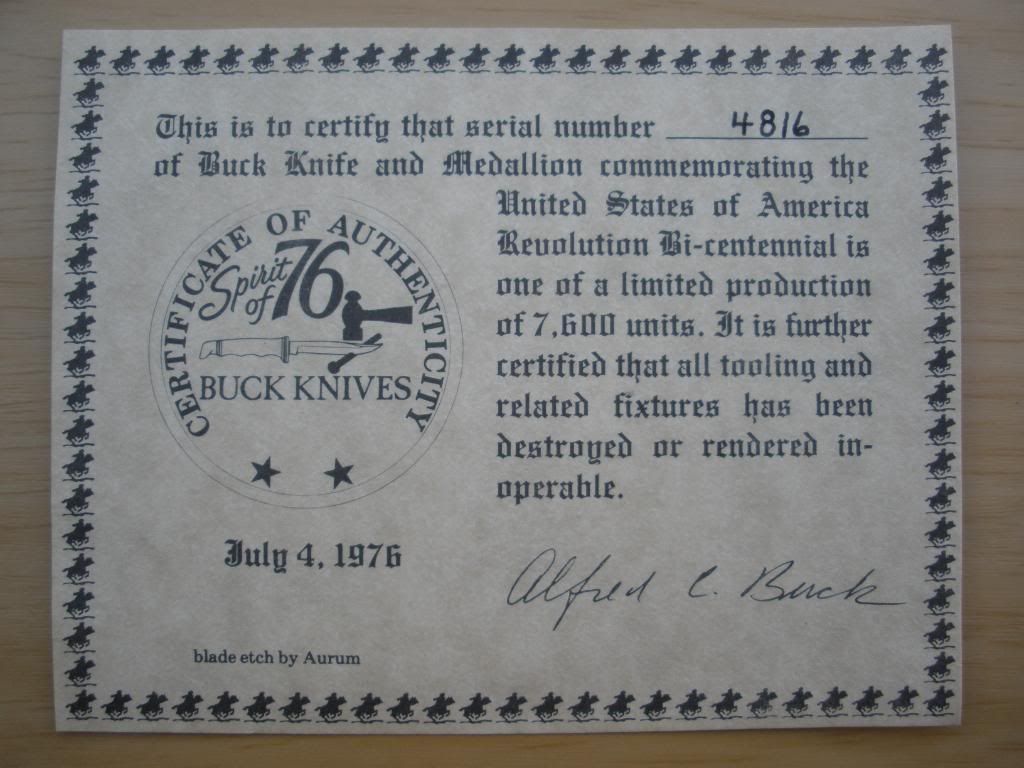 This is to certify that serial number 4816
of Buck Knife and Medallion commemorating the
United States of America
Revolution Bi-centennial is
one of a limited production
of 7,600 units. It is further
certified that all tooling and
related fixtures has been
destroyed or rendered in-
operable.
CERTIFICATE OF AUTHENTICITY
Spirit of 76
BUCK KNIVES
July 4, 1976
Alfred C. Buck
blade etch by Aurum